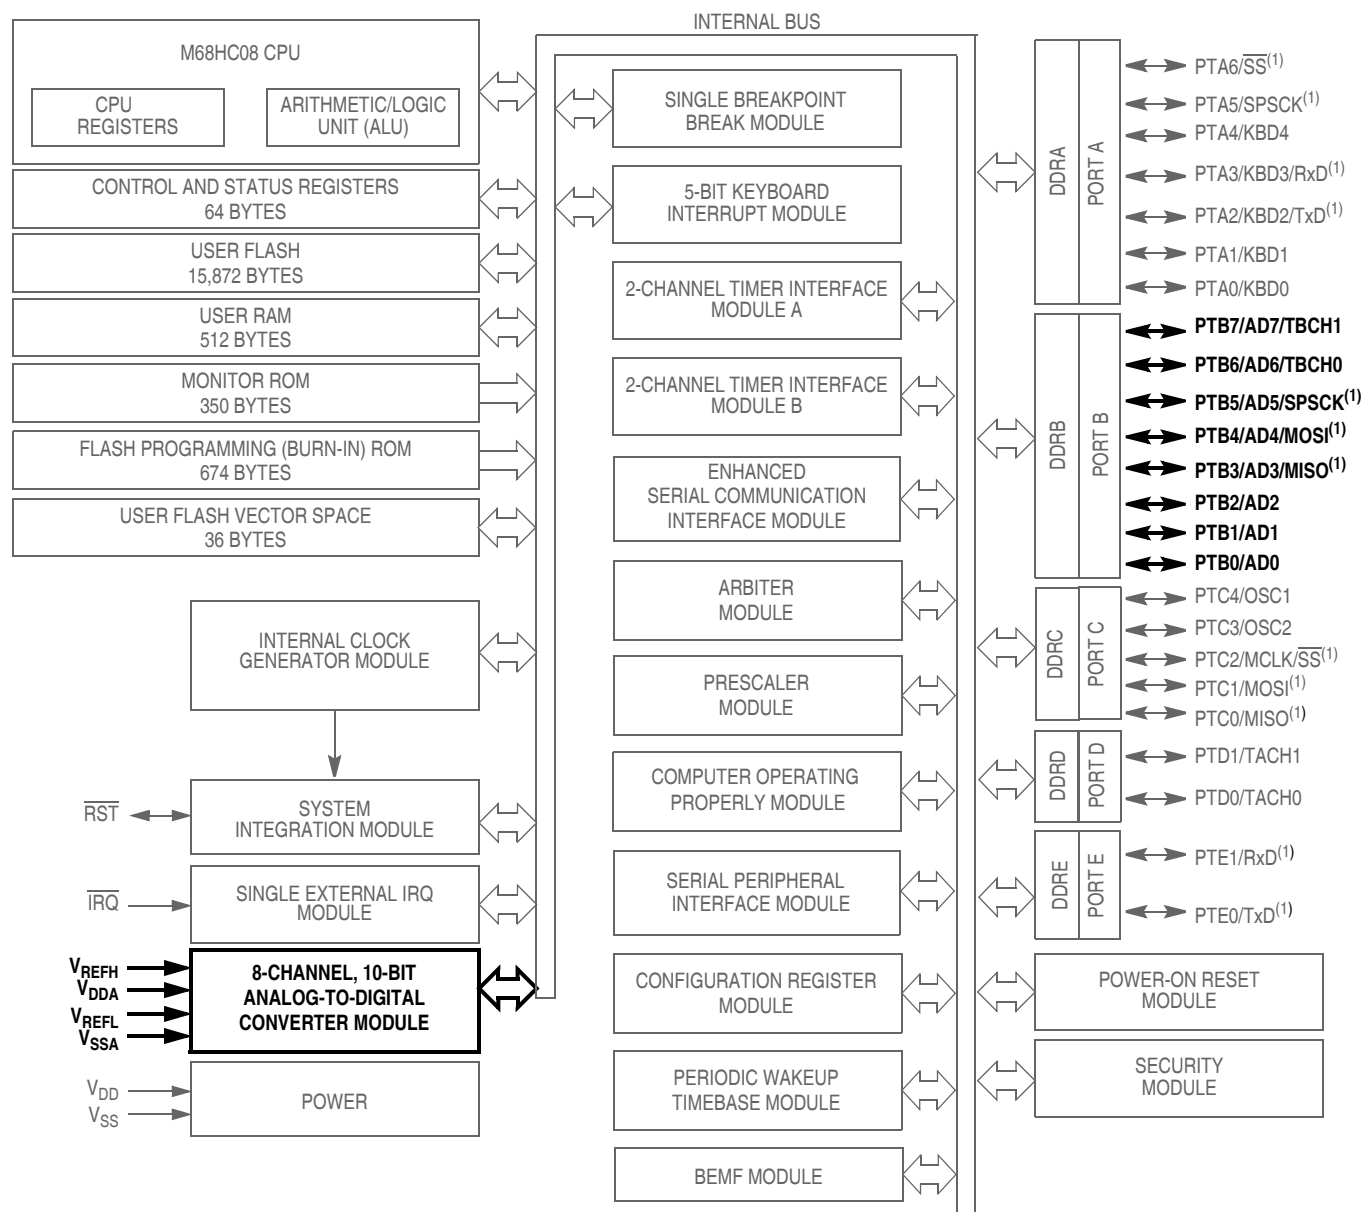 INTERNAL BUS
M68HC08 CPU
CPU
REGISTERS
ARITHMETIC/LOGIC
UNIT (ALU)
CONTROL AND STATUS REGISTERS
64 BYTES
USER FLASH
15,872 BYTES
USER RAM
512 BYTES
MONITOR ROM
350 BYTES
FLASH PROGRAMMING (BURN-IN) ROM
674 BYTES
USER FLASH VECTOR SPACE
36 BYTES
INTERNAL CLOCK
GENERATOR MODULE
RST
SYSTEM
INTEGRATION MODULE
IRQ
SINGLE EXTERNAL IRQ
MODULE
VREFH
VDDA
VREFL
VSSA
8-CHANNEL, 10-BIT
ANALOG-TO-DIGITAL
CONVERTER MODULE
VDD
VSS
POWER
SINGLE BREAKPOINT
BREAK MODULE
5-BIT KEYBOARD
INTERRUPT MODULE
2-CHANNEL TIMER INTERFACE
MODULE A
2-CHANNEL TIMER INTERFACE
MODULE B
ENHANCED
SERIAL COMMUNICATION
INTERFACE MODULE
ARBITER
MODULE
PRESCALER
MODULE
COMPUTER OPERATING
PROPERLY MODULE
SERIAL PERIPHERAL
INTERFACE MODULE
CONFIGURATION REGISTER
MODULE
PERIODIC WAKEUP
TIMEBASE MODULE
BEMF MODULE
DDRA
PORT A
PTA6/SS(1)
PTA5/SPSCK(1)
PTA4/KBD4
PTA3/KBD3/RxD(1)
PTA2/KBD2/TxD(1)
PTA1/KBD1
PTA0/KBD0
DDRB
PORT B
PTB7/AD7/TBCH1
PTB6/AD6/TBCH0
PTB5/AD5/SPSCK(1)
PTB4/AD4/MOSI(1)
PTB3/AD3/MISO(1)
PTB2/AD2
PTB1/AD1
PTB0/AD0
DDRC
PORT C
PTC4/OSC1
PTC3/OSC2
PTC2/MCLK/SS(1)
PTC1/MOSI(1)
PTC0/MISO(1)
DDRD
PORT D
PTD1/TACH1
PTD0/TACH0
DDRE
PORT E
PTE1/RxD(1)
PTE0/TxD(1)
POWER-ON RESET
MODULE
SECURITY
MODULE